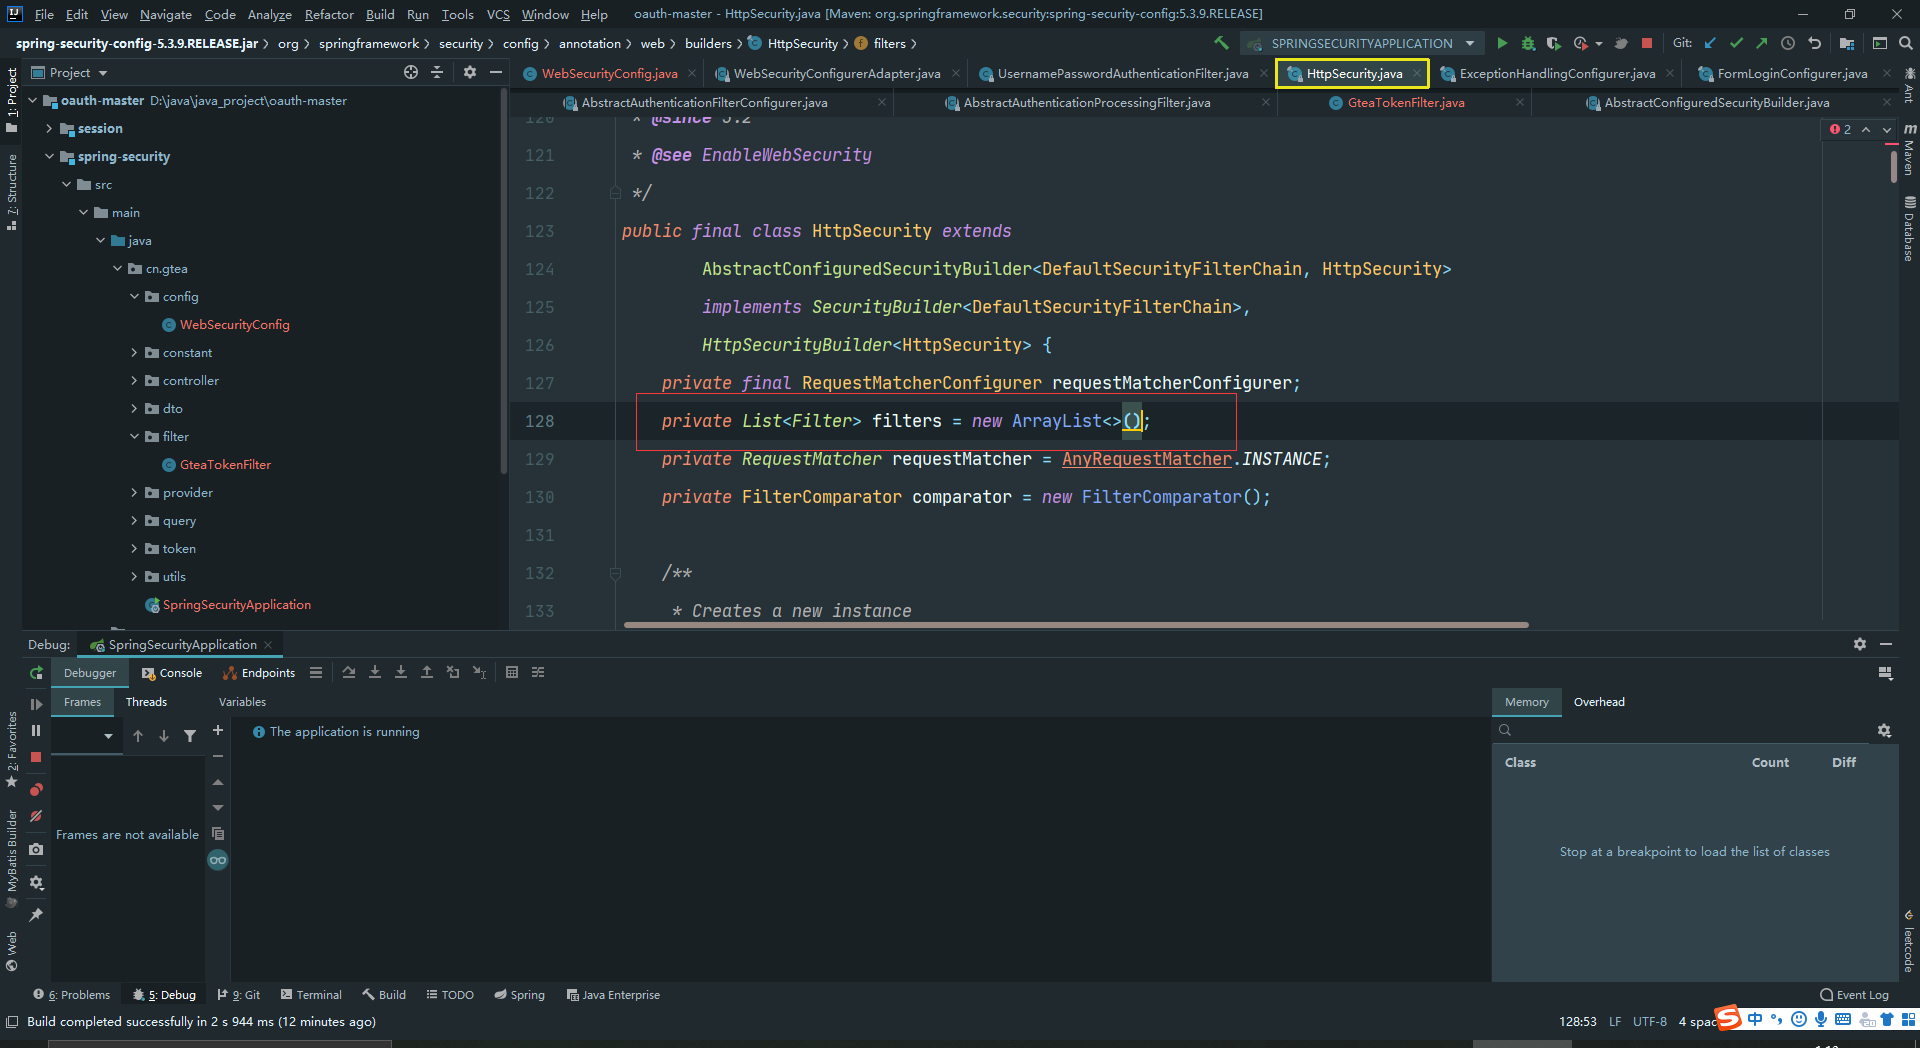 File Edit View Navigate Code Analyze Refactor Build Run Tools VCS Window Help oauth-master - HttpSecurity.java [Maven: org.springframework.security:spring-security-config:5.3.9.RELEASE]
spring-security-config-5.3.9.RELEASE.jar org springframework security config annotation web builders HttpSecurity filters SPRINGSECURITYAPPLICATION Git:
Project
WebSecurityConfig.java WebSecurityConfigurerAdapter.java UsernamePasswordAuthenticationFilter.java HttpSecurity.java ExceptionHandlingConfigurer.java FormLoginConfigurer.java
AbstractAuthenticationFilterConfigurer.java AbstractAuthenticationProcessingFilter.java GteaTokenFilter.java AbstractConfiguredSecurityBuilder.java
1: Project
7: Structure
2: Favorites
MyBatis Builder
Web
oauth-master D:\java\java_project\oauth-master
session
spring-security
src
main
java
cn.gtea
config
WebSecurityConfig
constant
controller
dto
filter
GteaTokenFilter
provider
query
token
utils
SpringSecurityApplication
120 * @since 3.2
121 * @see EnableWebSecurity
122 */
123 public final class HttpSecurity extends
124 AbstractConfiguredSecurityBuilder<DefaultSecurityFilterChain, HttpSecurity>
125 implements SecurityBuilder<DefaultSecurityFilterChain>,
126 HttpSecurityBuilder<HttpSecurity> {
127 private final RequestMatcherConfigurer requestMatcherConfigurer;
128 private List<Filter> filters = new ArrayList<>();
129 private RequestMatcher requestMatcher = AnyRequestMatcher.INSTANCE;
130 private FilterComparator comparator = new FilterComparator();
131
132 /**
133 * Creates a new instance
2
Ant
Maven
Database
leetcode
Debug: SpringSecurityApplication
Debugger Console Endpoints
Frames Threads Variables
The application is running
Frames are not available
Memory Overhead
Class Count Diff
Stop at a breakpoint to load the list of classes
6: Problems 5: Debug 9: Git Terminal Build TODO Spring Java Enterprise Event Log
Build completed successfully in 2 s 944 ms (12 minutes ago) 128:53 LF UTF-8 4 spac
中